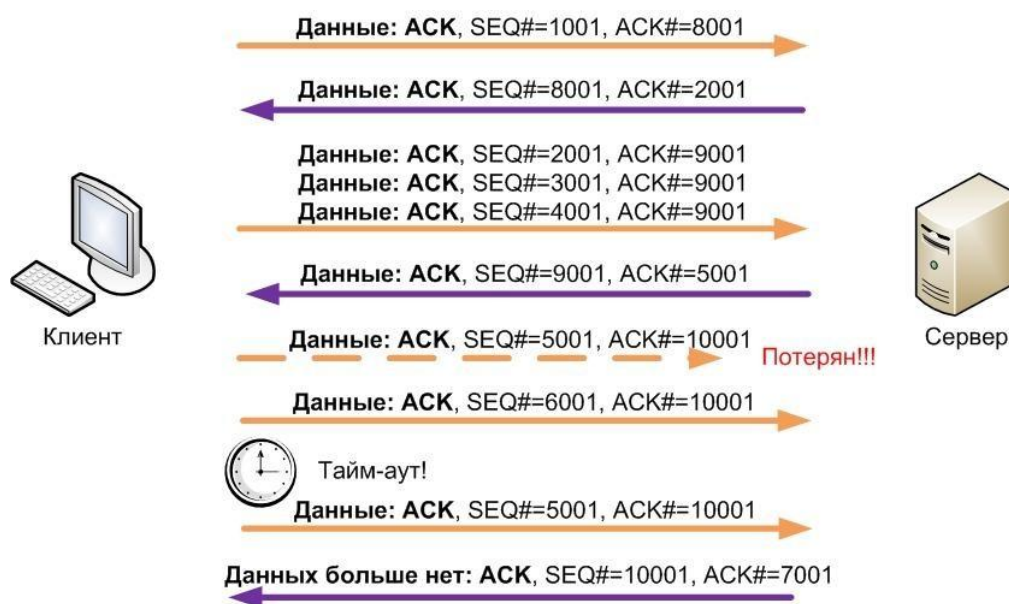 Данные: ACK, SEQ#=1001, ACK#=8001
Данные: ACK, SEQ#=8001, ACK#=2001
Данные: ACK, SEQ#=2001, ACK#=9001
Данные: ACK, SEQ#=3001, ACK#=9001
Данные: ACK, SEQ#=4001, ACK#=9001
Данные: ACK, SEQ#=9001, ACK#=5001
Клиент
Сервер
Данные: ACK, SEQ#=5001, ACK#=10001
Потерян!!!
Данные: ACK, SEQ#=6001, ACK#=10001
Тайм-аут!
Данные: ACK, SEQ#=5001, ACK#=10001
Данных больше нет: ACK, SEQ#=10001, ACK#=7001